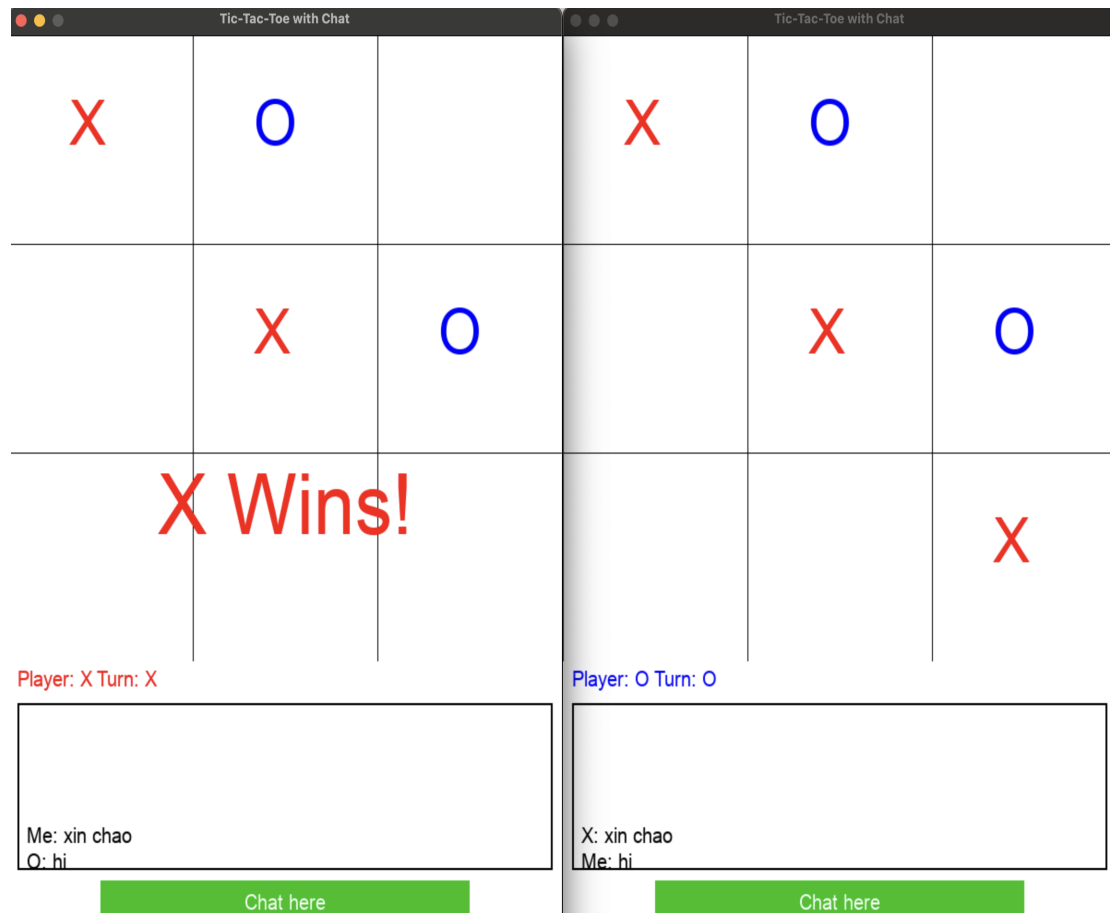 Tic-Tac-Toe with Chat
X O
X O
X Wins!
Player: X Turn: X
Me: xin chao
O: hi
Chat here
Tic-Tac-Toe with Chat
X O
X O
X
Player: O Turn: O
X: xin chao
Me: hi
Chat here